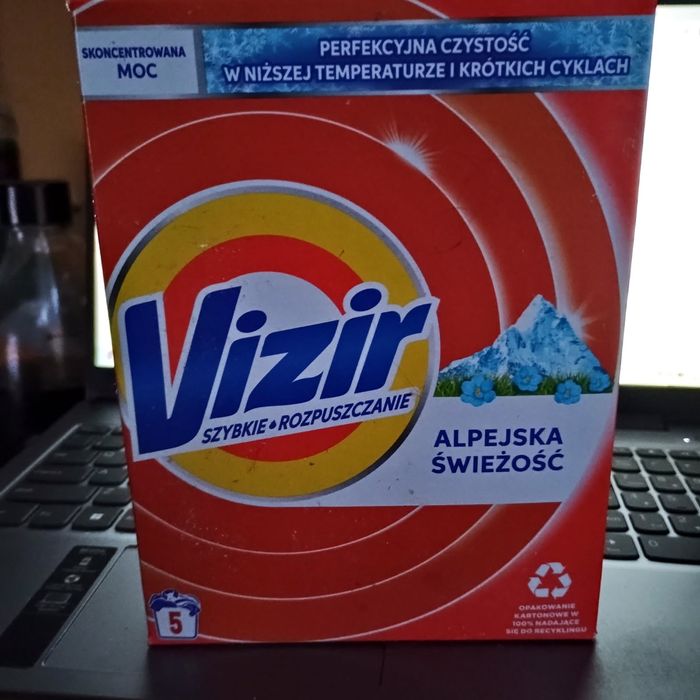 SKONCENTROWANA
MOC
PERFEKCYJNA CZYSTOŚĆ
W NIŻSZEJ TEMPERATURZE I KRÓTKICH CYKLACH
Vizir
SZYBKIE ROZPUSZCZANIE
ALPEJSKA
ŚWIEŻOŚĆ
5
OPAKOWANIE
KARTONOWE W
100% NADAJĄCE
SIĘ DO RECYKLINGU